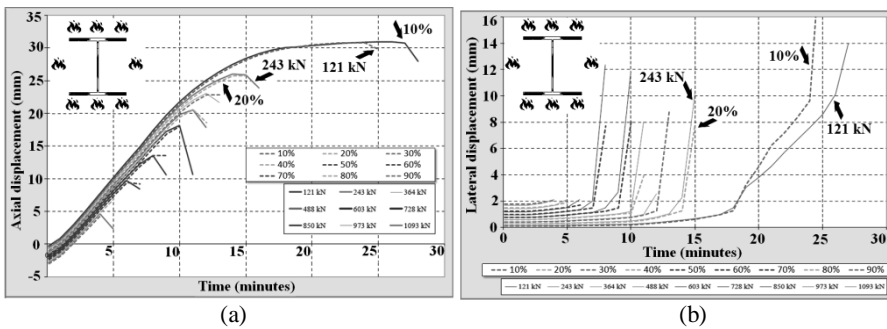 35
30
25
20
15
10
5
0
-5
Axial displacement (mm)
5 10 15 20 25 30
Time (minutes)
10%
121 kN
243 kN
20%
10% 20% 30%
40% 50% 60%
70% 80% 90%
121 kN 243 kN 364 kN
488 kN 603 kN 728 kN
850 kN 973 kN 1093 kN
(a)
16
14
12
10
8
6
4
2
0
Lateral displacement (mm)
0 5 10 15 20 25 30
Time (minutes)
10%
243 kN
20%
121 kN
10% 20% 30% 40% 50% 60% 70% 80% 90%
121 kN 243 kN 364 kN 488 kN 603 kN 728 kN 850 kN 973 kN 1093 kN
(b)